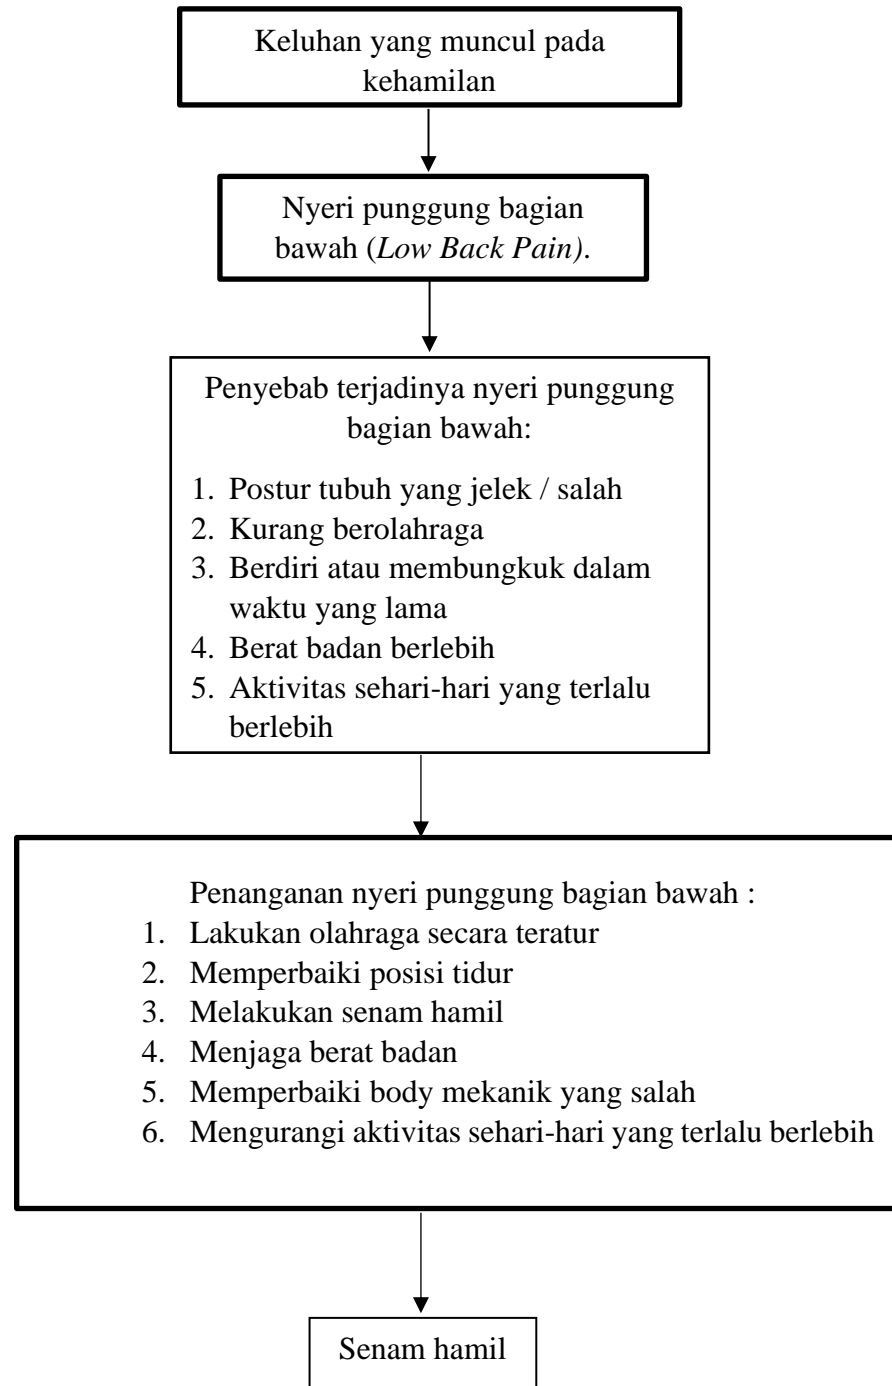 Keluhan yang muncul pada
kehamilan
Nyeri punggung bagian
bawah (Low Back Pain).
Penyebab terjadinya nyeri punggung
bagian bawah:
1. Postur tubuh yang jelek / salah
2. Kurang berolahraga
3. Berdiri atau membungkuk dalam
waktu yang lama
4. Berat badan berlebih
5. Aktivitas sehari-hari yang terlalu
berlebih
Penanganan nyeri punggung bagian bawah :
1. Lakukan olahraga secara teratur
2. Memperbaiki posisi tidur
3. Melakukan senam hamil
4. Menjaga berat badan
5. Memperbaiki body mekanik yang salah
6. Mengurangi aktivitas sehari-hari yang terlalu berlebih
Senam hamil